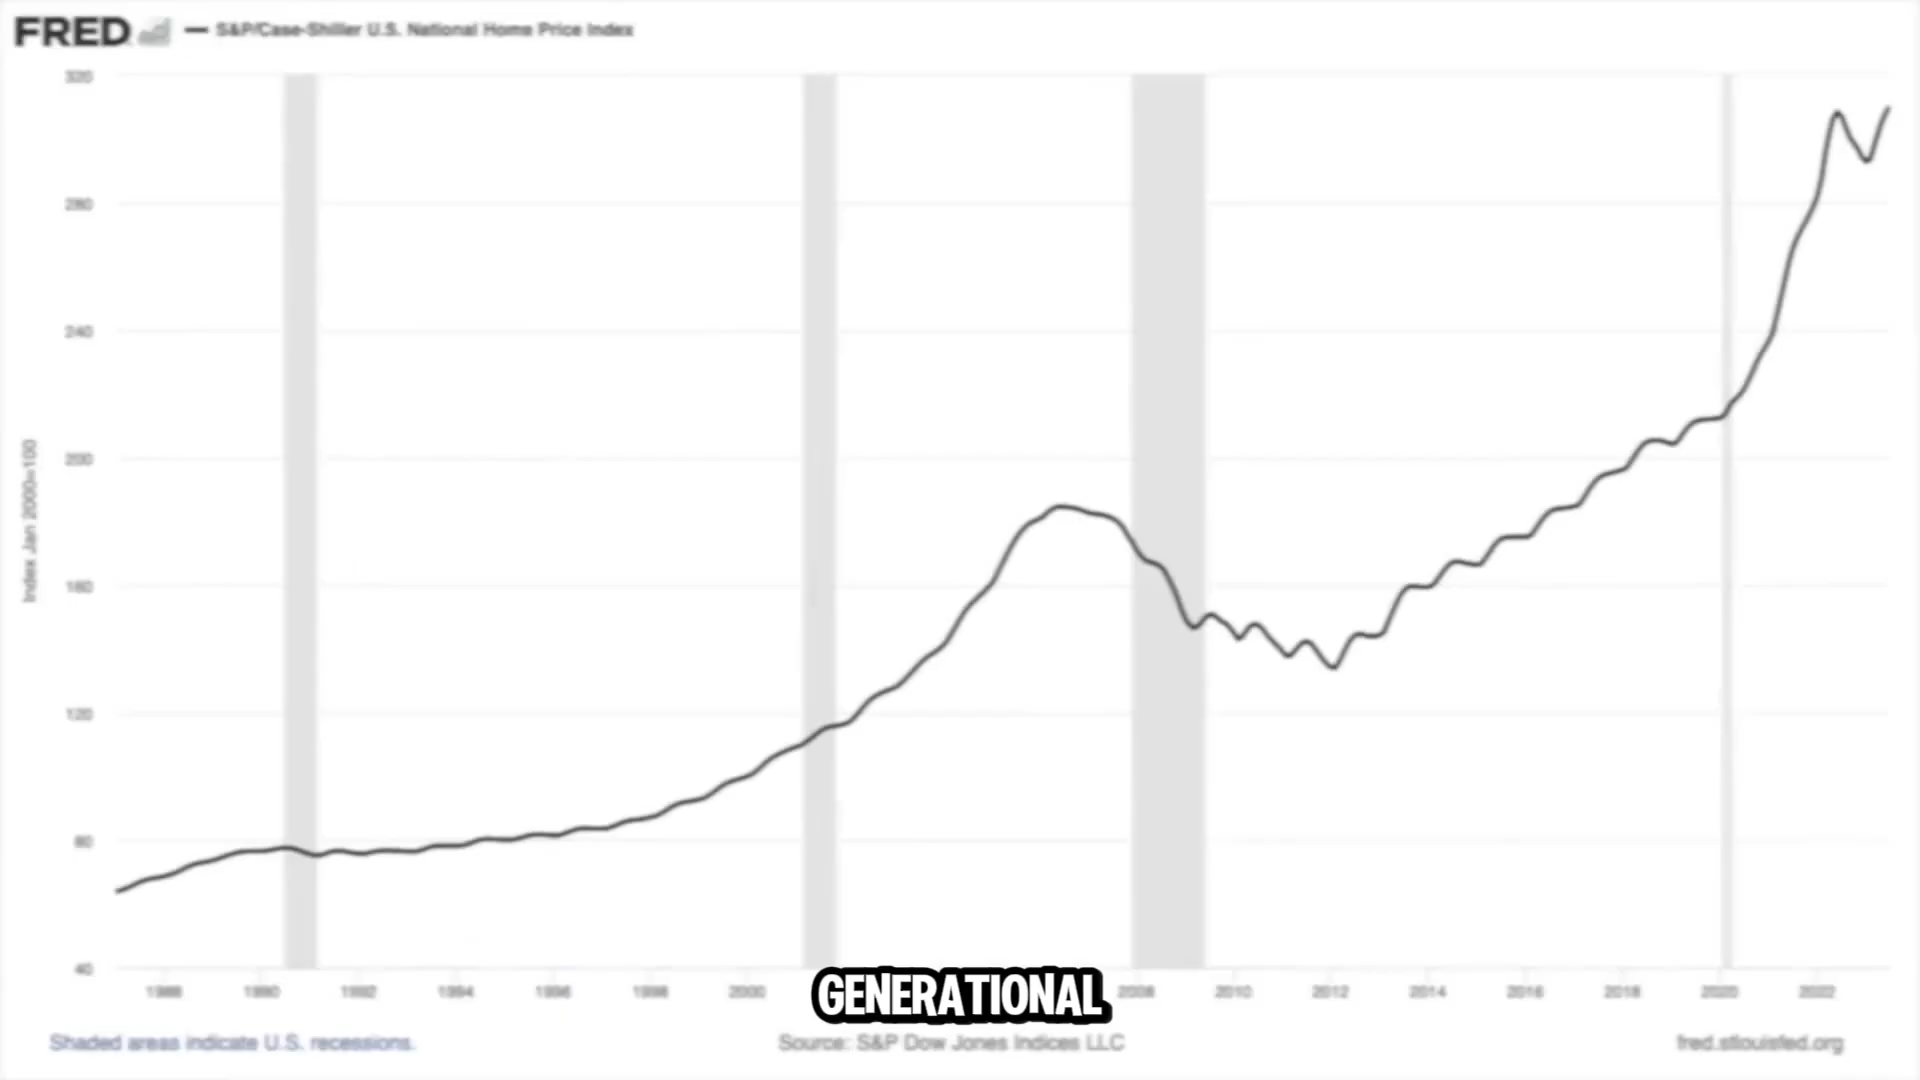 FRED — S&P/Case-Shiller U.S. National Home Price Index
320
280
240
200
160
120
80
40
Index Jan 2000=100
1988 1990 1992 1994 1996 1998 2000 2008 2010 2012 2014 2016 2018 2020 2022
GENERATIONAL
Shaded areas indicate U.S. recessions. Source: S&P Dow Jones Indices LLC fred.stlouisfed.org